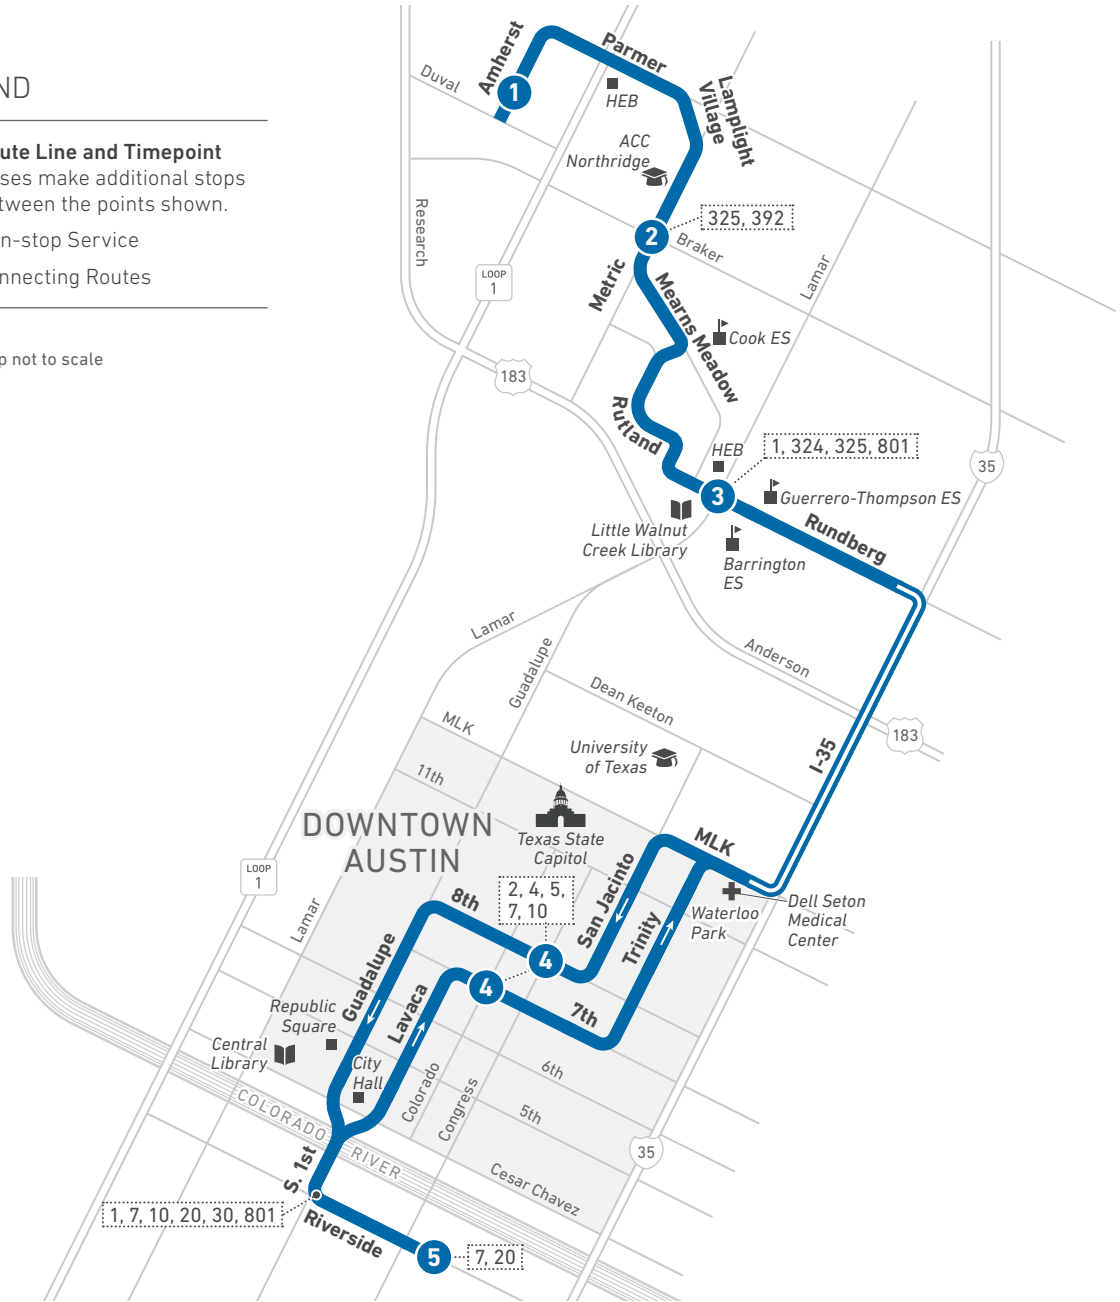 ND
ute Line and Timepoint
ses make additional stops
tween the points shown.
n-stop Service
nnecting Routes
p not to scale
Amherst
Parmer
Duval
1
HEB
Lamplight
Village
ACC
Northridge
325, 392
2
Braker
Research
Metric
LOOP
1
Lamar
Mearns Meadow
Cook ES
183
Rutland
HEB
1, 324, 325, 801
35
3
Guerrero-Thompson ES
Little Walnut
Creek Library
Rundberg
Barrington
ES
Lamar
Guadalupe
Anderson
Dean Keeton
MLK
183
University
of Texas
I-35
11th
DOWNTOWN
AUSTIN
Texas State
Capitol
MLK
LOOP
1
2, 4, 5,
7, 10
8th
San Jacinto
Trinity
Waterloo
Park
Dell Seton
Medical
Center
Lamar
Guadalupe
4
4
Lavaca
7th
Republic
Square
Central
Library
City
Hall
Colorado
Congress
6th
5th
COLORADO RIVER
35
S. 1st
Cesar Chavez
1, 7, 10, 20, 30, 801
Riverside
5
7, 20